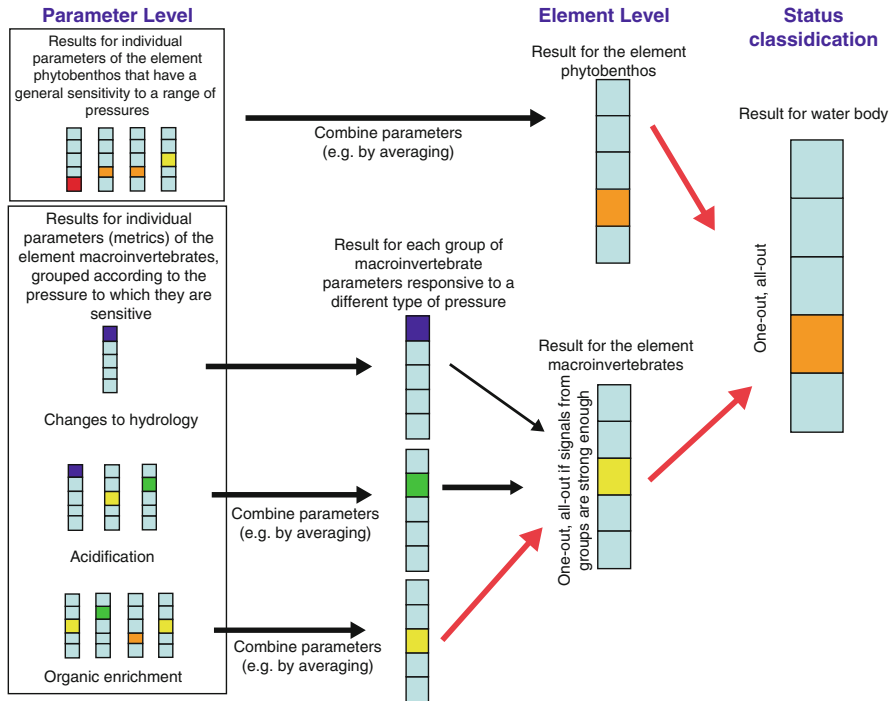 Parameter Level
Results for individual
parameters of the element
phytobenthos that have a
general sensitivity to a range of
pressures
Combine parameters
(e.g. by averaging)
Element Level
Result for the element
phytobenthos
Status
classidication
Result for water body
One-out, all-out
Results for individual
parameters (metrics) of the
element macroinvertebrates,
grouped according to the
pressure to which they are
sensitive
Changes to hydrology
Acidification
Organic enrichment
Combine parameters
(e.g. by averaging)
Combine parameters
(e.g. by averaging)
Result for each group of
macroinvertebrate
parameters responsive to a
different type of pressure
Result for the element
macroinvertebrates
One-out, all-out if signals from
groups are strong enough